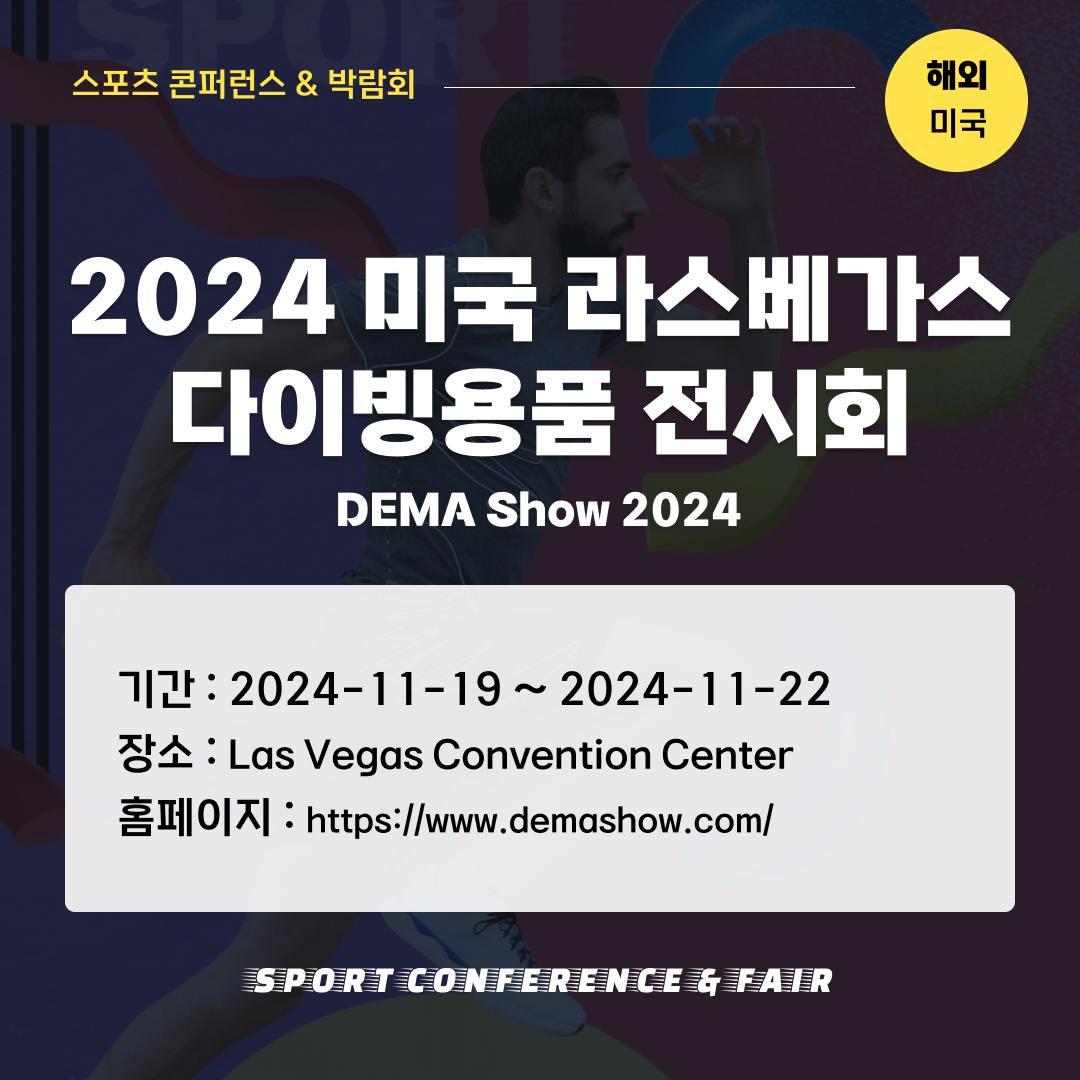 SPORT
스포츠 콘퍼런스 & 박람회
해외
미국
2024 미국 라스베가스
다이빙용품 전시회
DEMA Show 2024
기간 : 2024-11-19 ~ 2024-11-22
장소 : Las Vegas Convention Center
홈페이지 : https://www.demashow.com/
SPORT CONFERENCE & FAIR